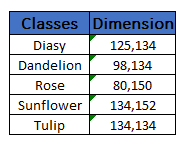 Classes Dimension
Diasy 125,134
Dandelion 98,134
Rose 80,150
Sunflower 134,152
Tulip 134,134